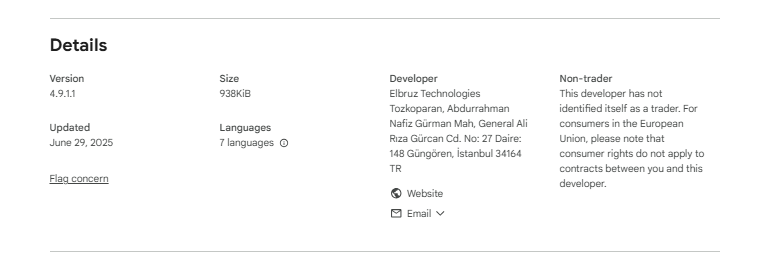 Details
Version
4.9.1.1
Size
938KiB
Developer
Elbruz Technologies
Tozkoparan, Abdurrahman
Nafiz Gürman Mah, General Ali
Rıza Gürcan Cd. No: 27 Daire:
148 Güngören, İstanbul 34164
TR
Non-trader
This developer has not
identified itself as a trader. For
consumers in the European
Union, please note that
consumer rights do not apply to
contracts between you and this
developer.
Updated
June 29, 2025
Languages
7 languages
Flag concern
Website
Email